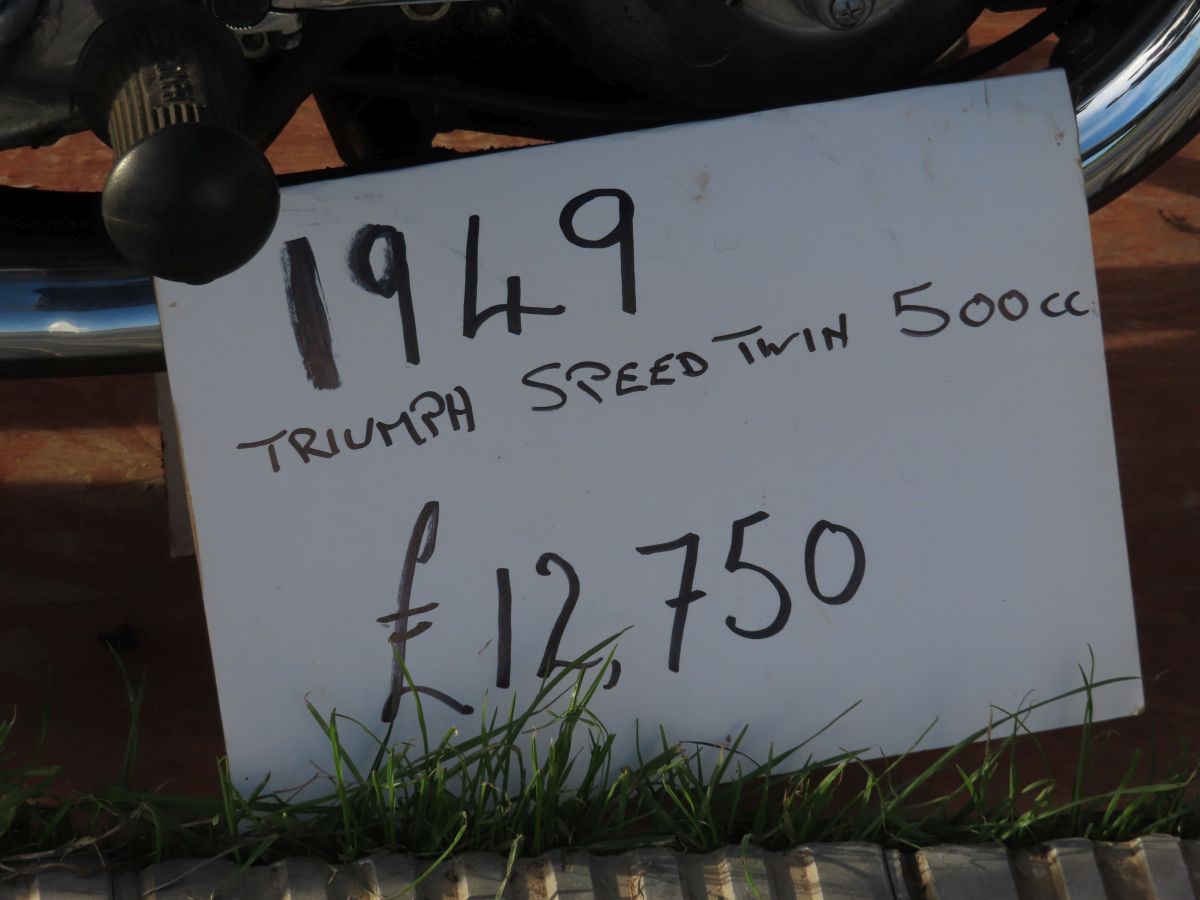 1949
TRIUMPH SPEED TWIN 500cc
£12,750